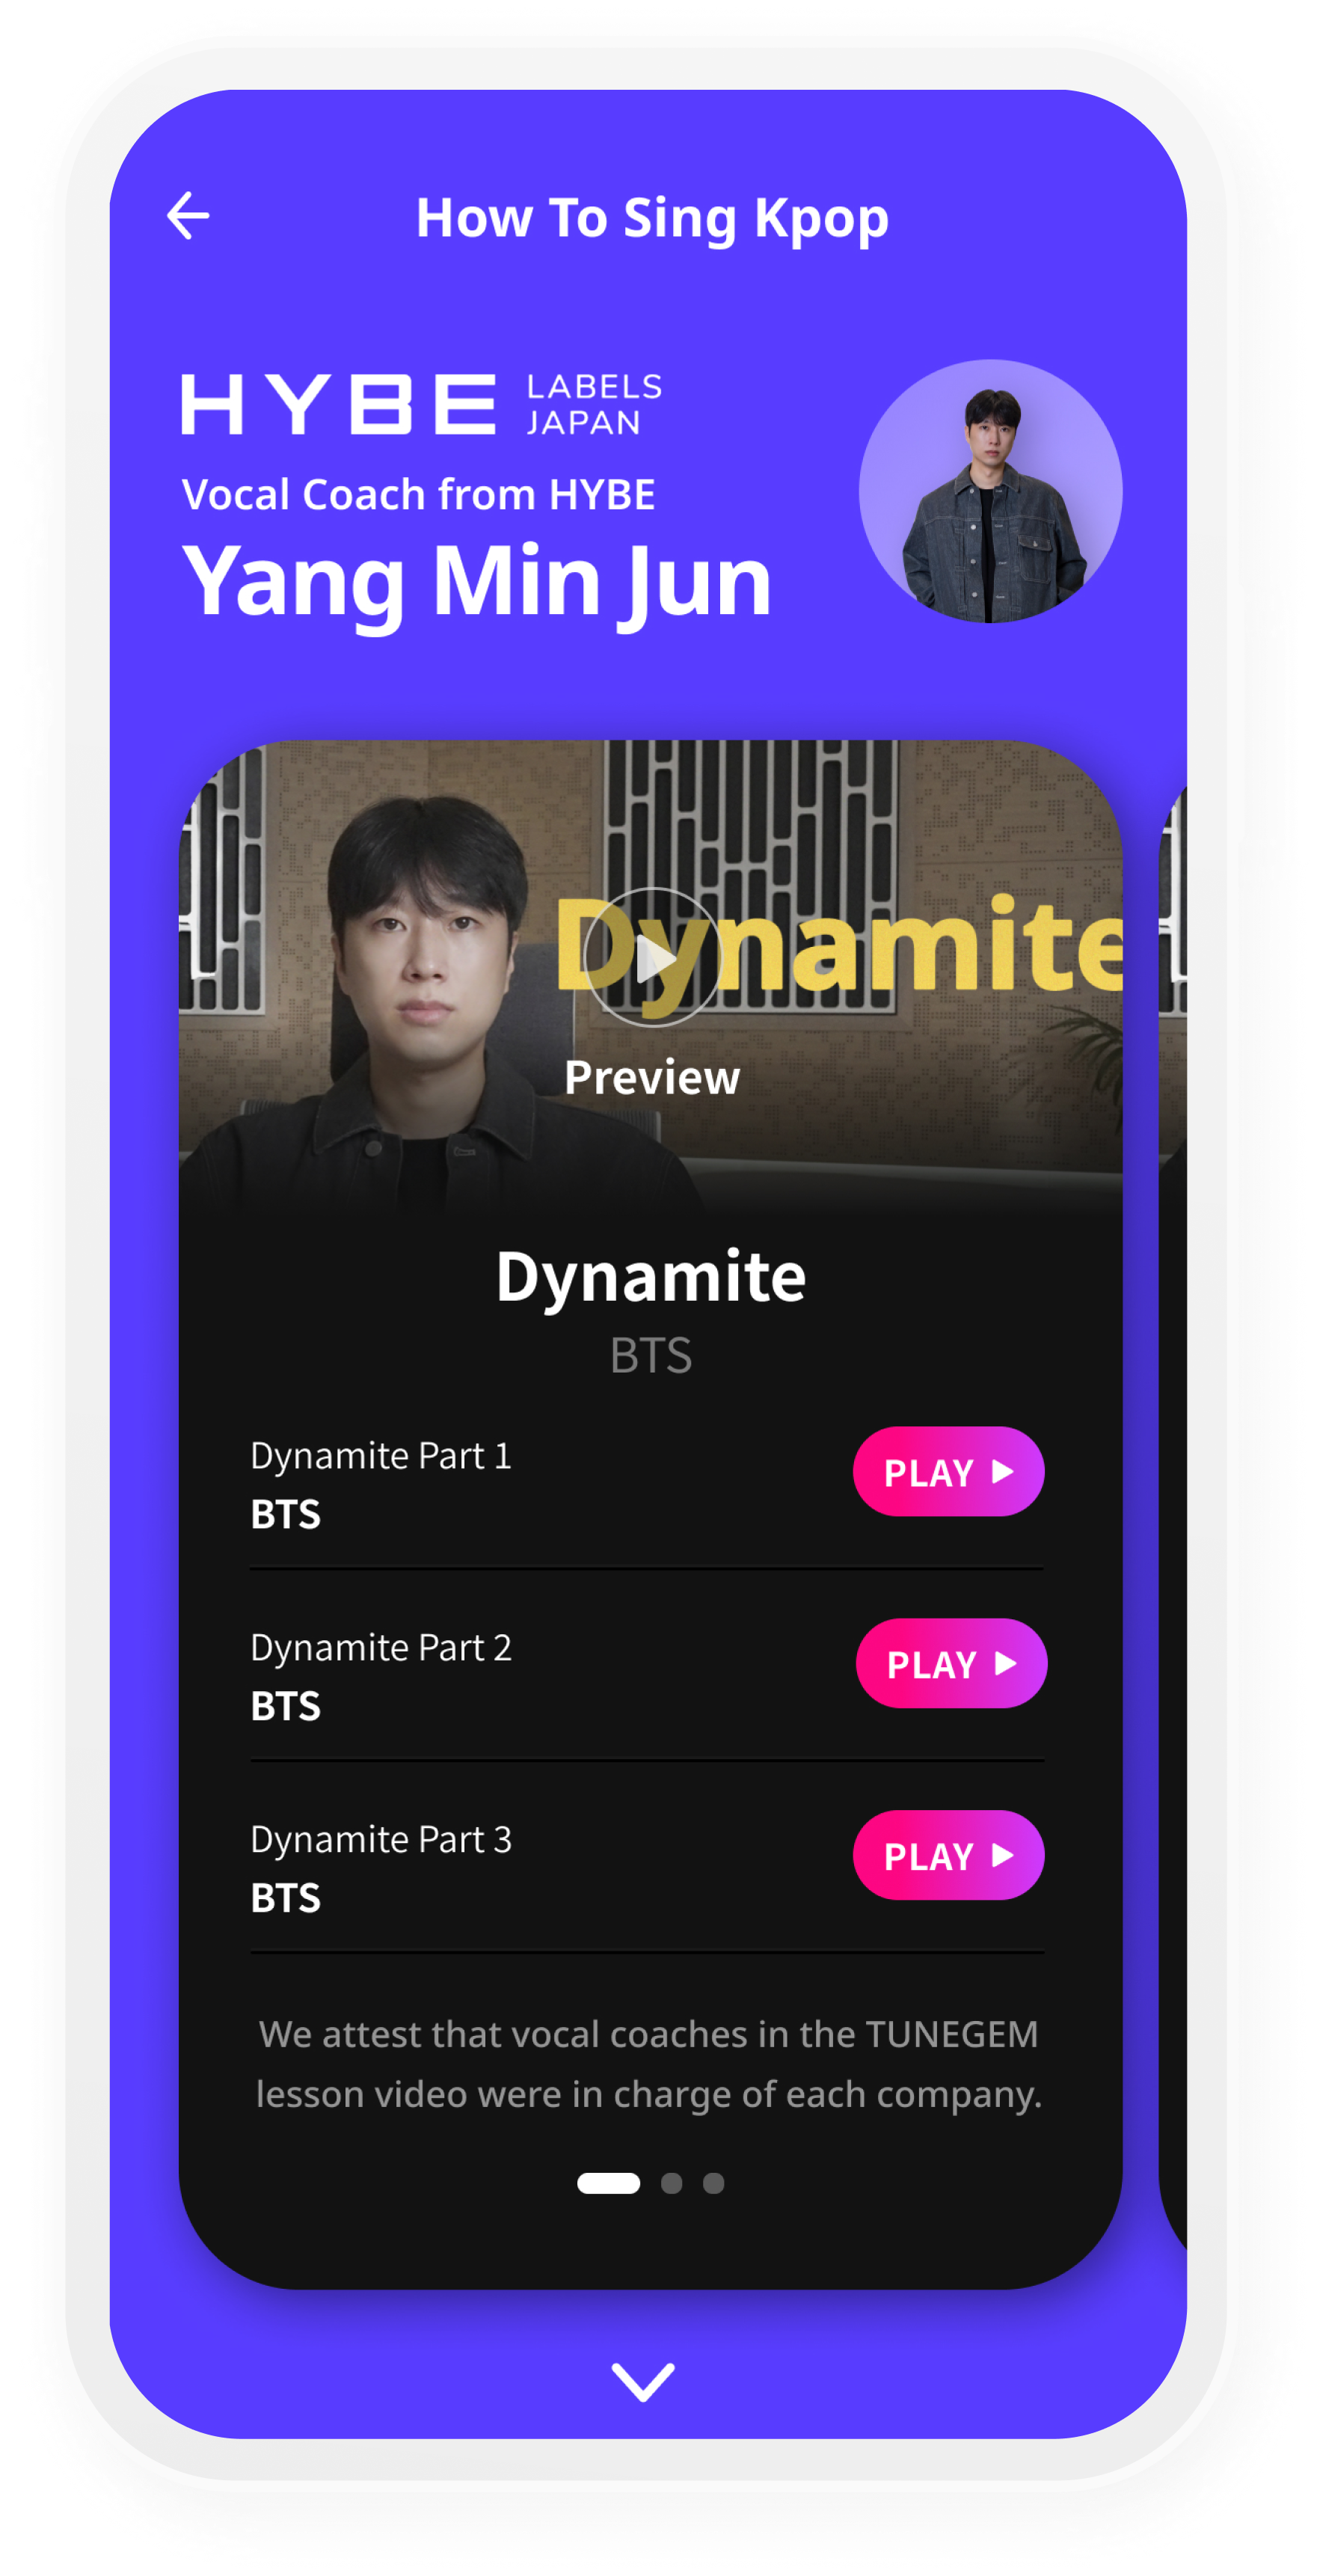 How To Sing Kpop
HYBE LABELS
JAPAN
Vocal Coach from HYBE
Yang Min Jun
Dynamite
Preview
Dynamite
BTS
Dynamite Part 1
BTS
PLAY
Dynamite Part 2
BTS
PLAY
Dynamite Part 3
BTS
PLAY
We attest that vocal coaches in the TUNEGEM
lesson video were in charge of each company.